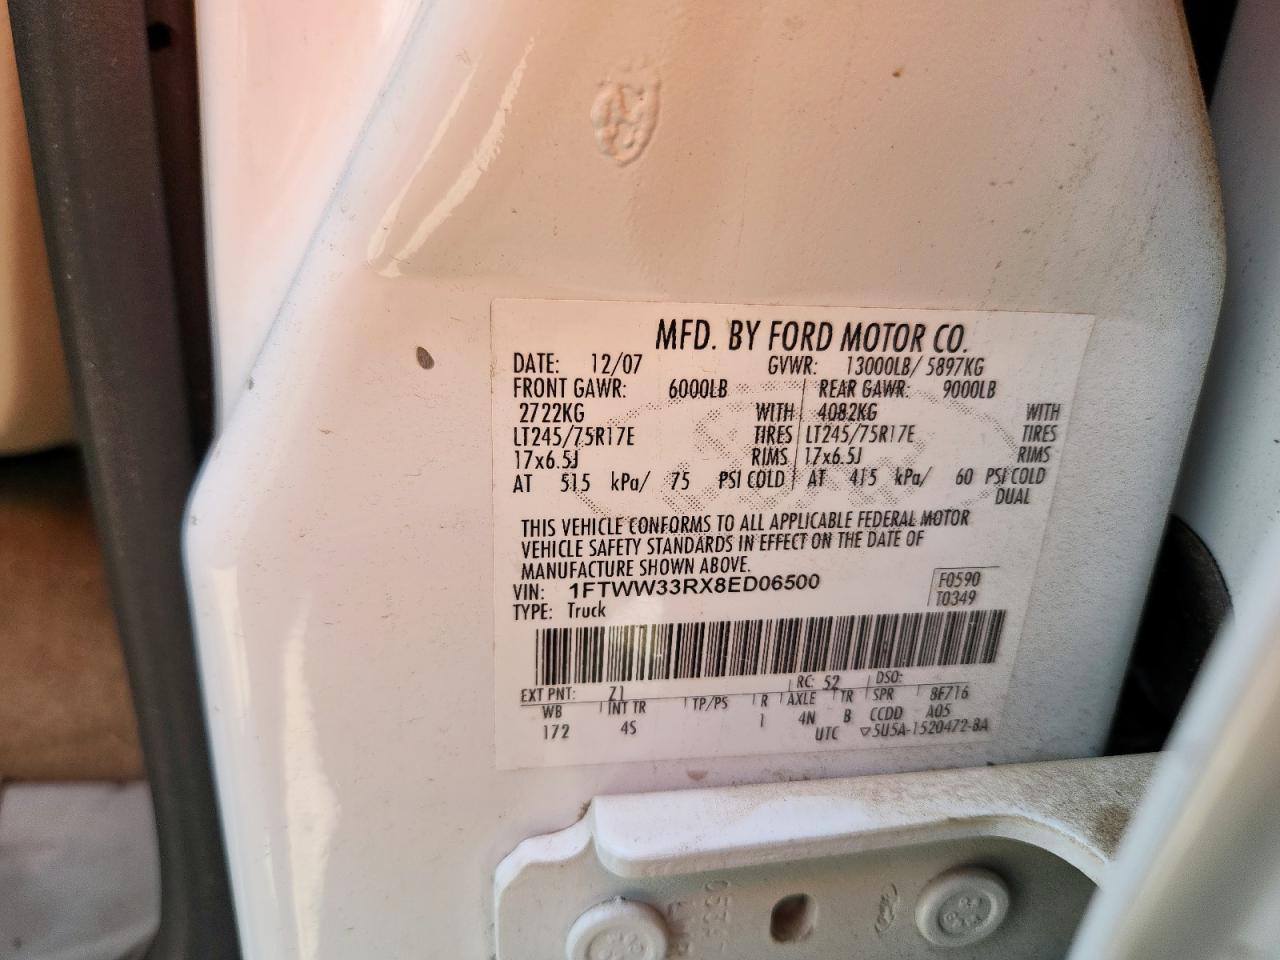 MFD. BY FORD MOTOR CO.
DATE: 12/07 GVWR: 13000LB/ 5897KG
FRONT GAWR: 6000LB REAR GAWR: 9000LB
2722KG WITH 4082KG WITH
LT245/75R17E TIRES LT245/75R17E TIRES
17x6.5J RIMS 17x6.5J RIMS
AT 515 kPa/ 75 PSI COLD AT 415 kPa/ 60 PSI COLD
DUAL
THIS VEHICLE CONFORMS TO ALL APPLICABLE FEDERAL MOTOR
VEHICLE SAFETY STANDARDS IN EFFECT ON THE DATE OF
MANUFACTURE SHOWN ABOVE.
VIN: 1FTWW33RX8ED06500 F0590
TYPE: Truck T0349
EXT PNT: Z1 RC: 52 DSO:
WB INT TR TP/PS R AXLE TR SPR 8F716
172 4S 1 4N B CCDD A05
UTC ▽5U5A-1520472-BA